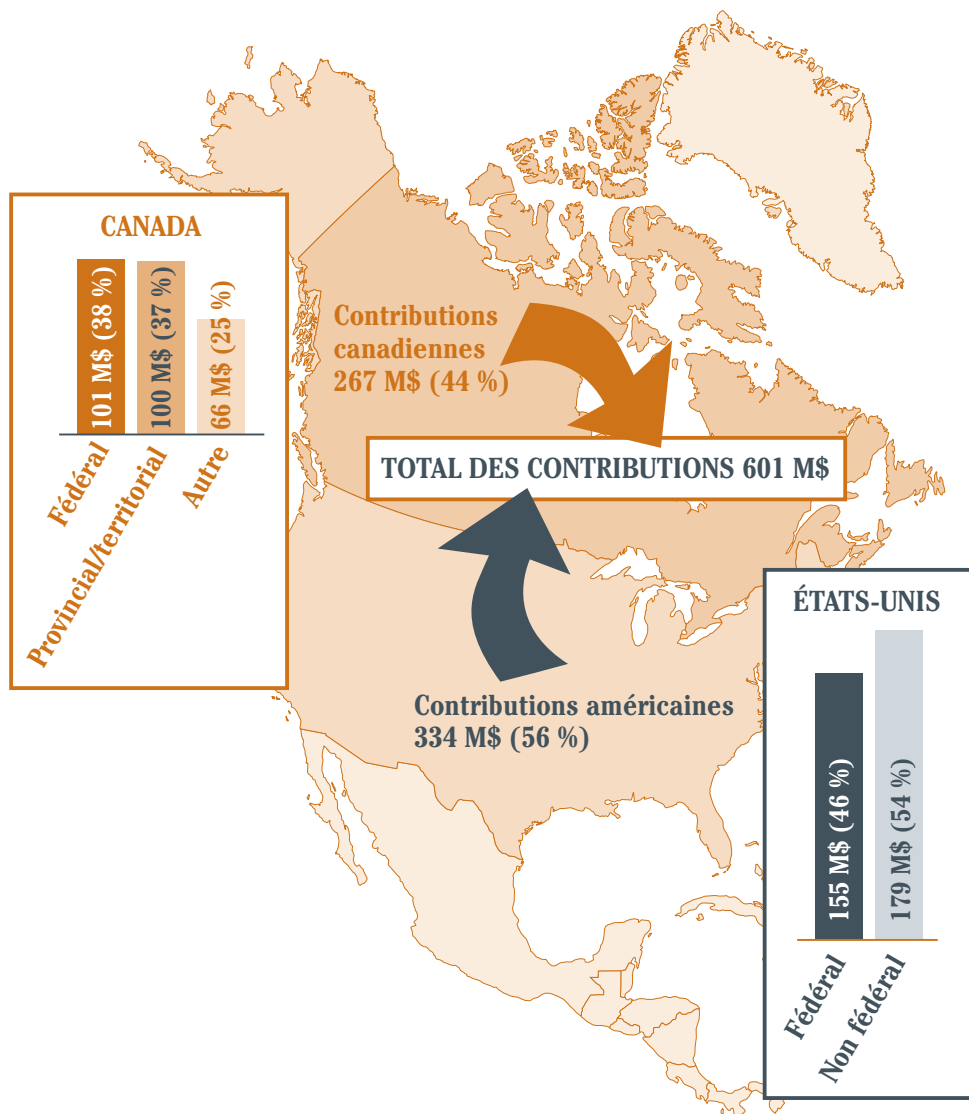 CANADA
101 M$ (38 %)
100 M$ (37 %)
66 M$ (25 %)
Fédéral
Provincial/territorial
Autre
Contributions
canadiennes
267 M$ (44 %)
TOTAL DES CONTRIBUTIONS 601 M$
Contributions américaines
334 M$ (56 %)
ÉTATS-UNIS
155 M$ (46 %)
179 M$ (54 %)
Fédéral
Non fédéral